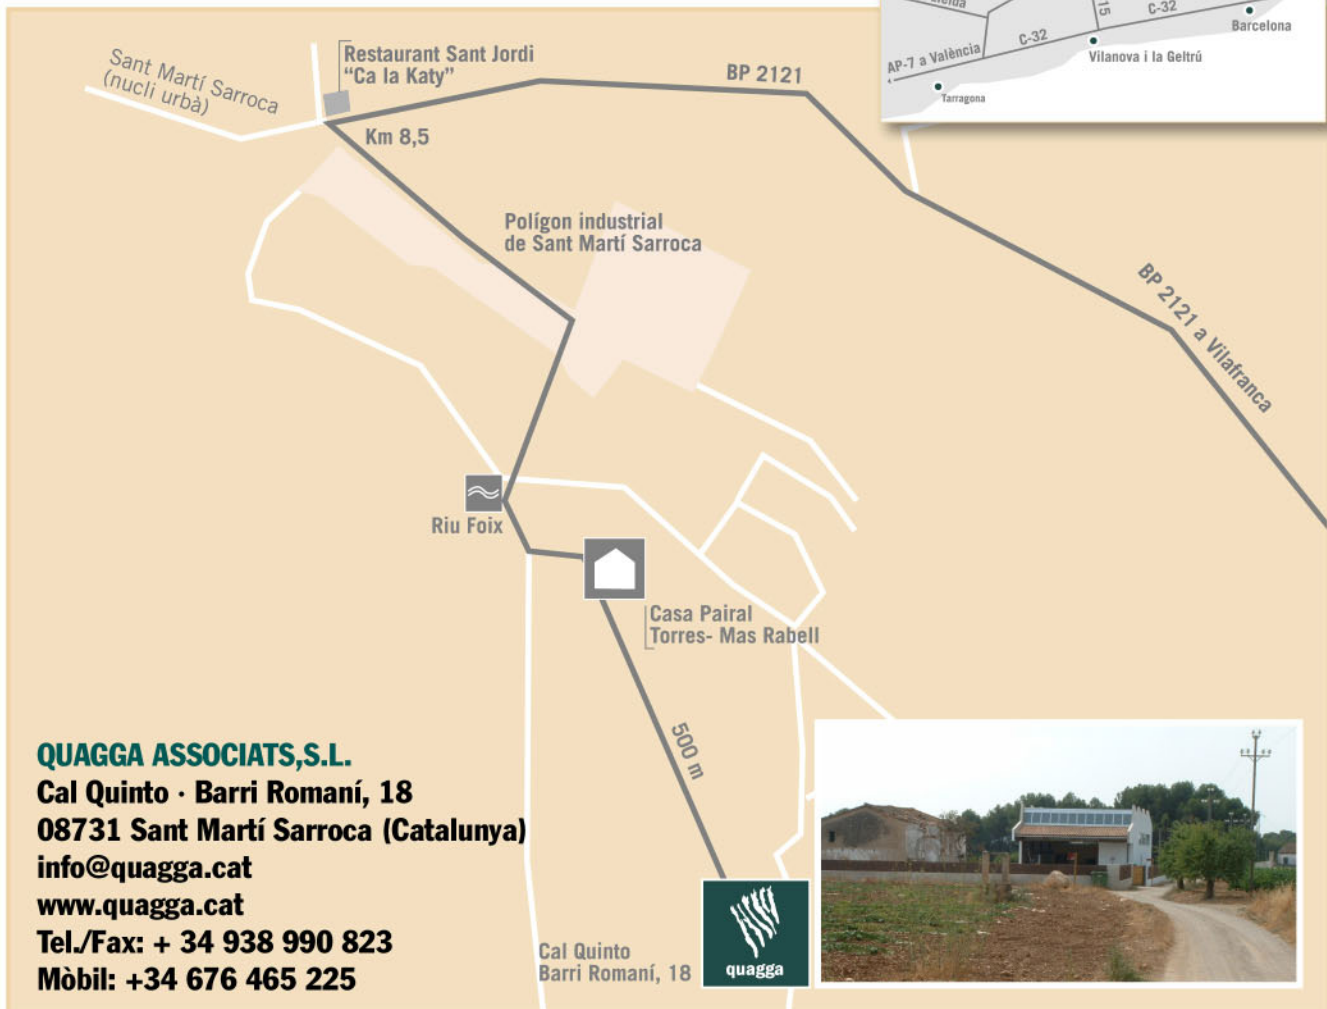 C-32
15
C-32
Barcelona
AP-7 a València
Vilanova i la Geltrú
Tarragona
Sant Martí Sarroca
(nucli urbà)
Restaurant Sant Jordi
“Ca la Katy”
BP 2121
Km 8,5
Polígon industrial
de Sant Martí Sarroca
BP 2121 a Vilafranca
Riu Foix
Casa Pairal
Torres- Mas Rabell
500 m
QUAGGA ASSOCIATS,S.L.
Cal Quinto · Barri Romaní, 18
08731 Sant Martí Sarroca (Catalunya)
info@quagga.cat
www.quagga.cat
Tel./Fax: + 34 938 990 823
Mòbil: +34 676 465 225
Cal Quinto
Barri Romaní, 18
quagga